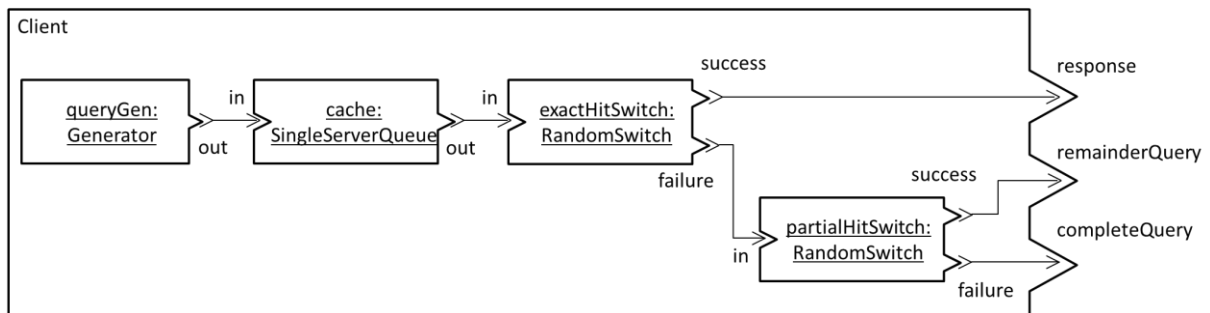 Client
success
response
in
in
queryGen:
Generator
cache:
SingleServerQueue
exactHitSwitch:
RandomSwitch
out
out
failure
success
remainderQuery
partialHitSwitch:
RandomSwitch
completeQuery
in
failure